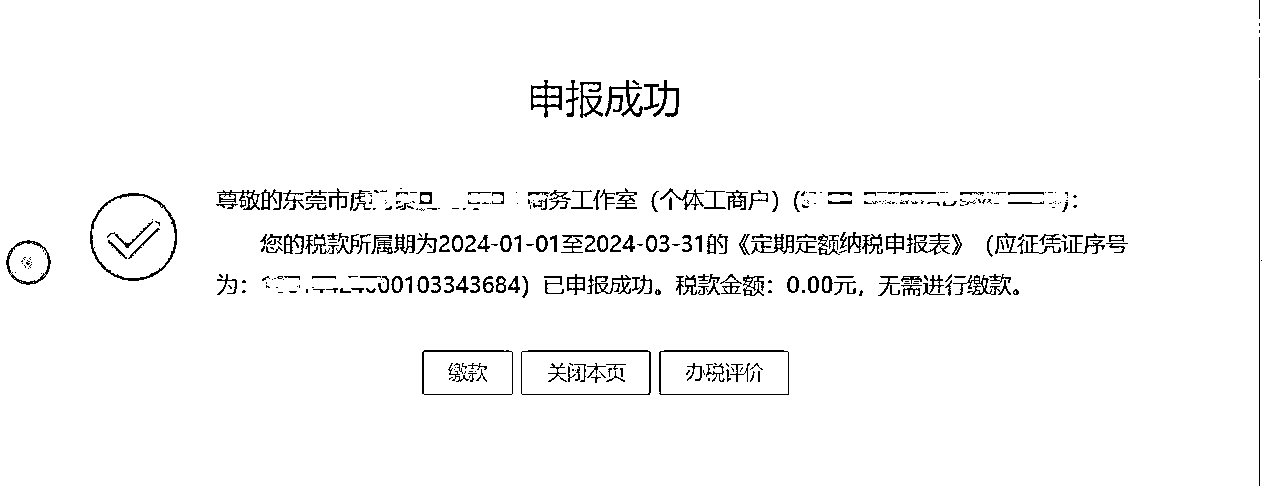 申报成功
尊敬的东莞市虎商务工作室（个体工商户）(
):
您的税款所属期为2024-01-01至2024-03-31的《定期定额纳税申报表》（应征凭证序号
为：00103343684）已申报成功。税款金额：0.00元，无需进行缴款。
缴款 关闭本页 办税评价